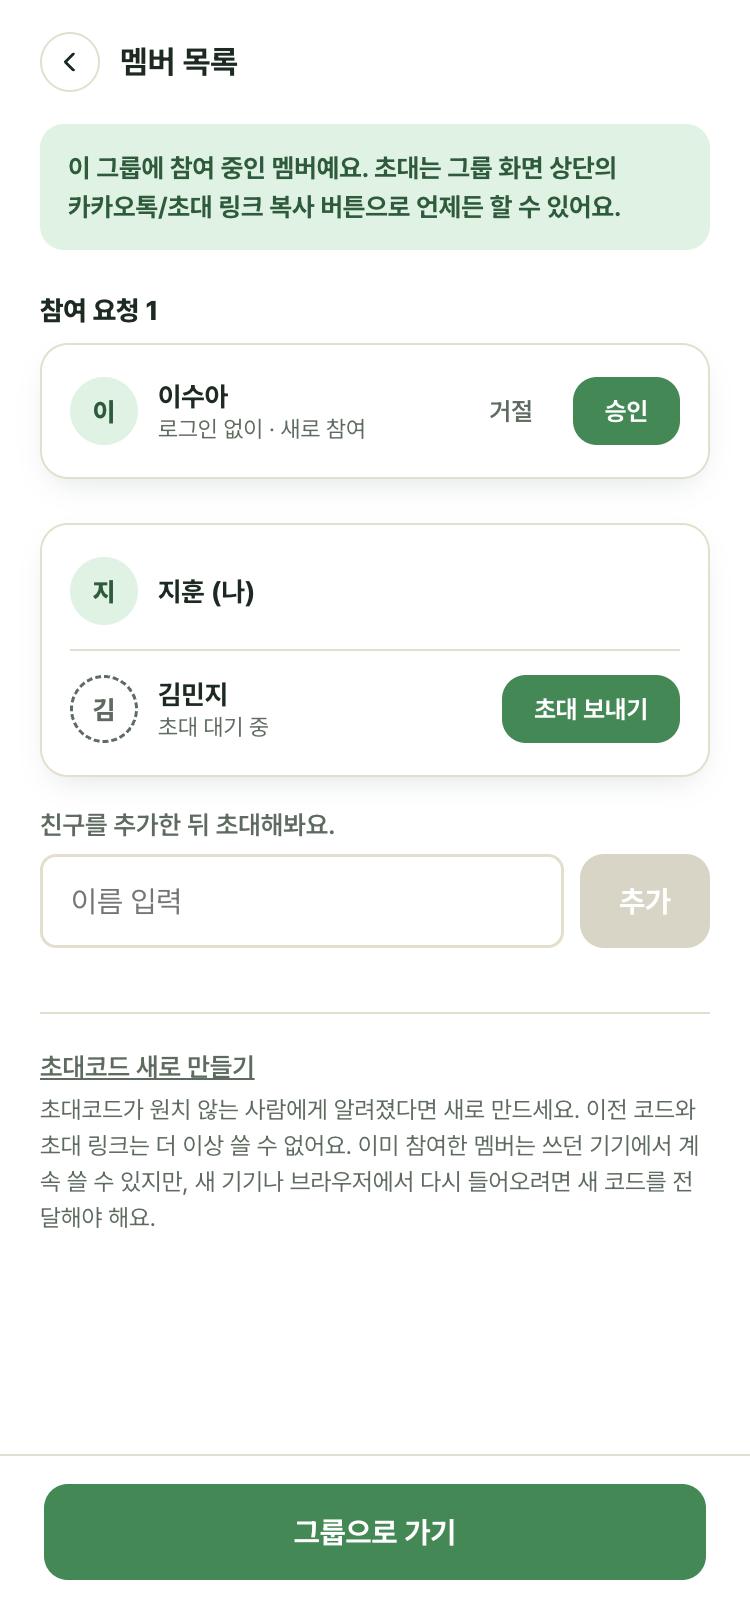 멤버 목록
이 그룹에 참여 중인 멤버예요. 초대는 그룹 화면 상단의
카카오톡/초대 링크 복사 버튼으로 언제든 할 수 있어요.
참여 요청 1
이
이수아
로그인 없이 · 새로 참여
거절
승인
지
지훈 (나)
김
김민지
초대 대기 중
초대 보내기
친구를 추가한 뒤 초대해봐요.
이름 입력
추가
초대코드 새로 만들기
초대코드가 원치 않는 사람에게 알려졌다면 새로 만드세요. 이전 코드와
초대 링크는 더 이상 쓸 수 없어요. 이미 참여한 멤버는 쓰던 기기에서 계
속 쓸 수 있지만, 새 기기나 브라우저에서 다시 들어오려면 새 코드를 전
달해야 해요.
그룹으로 가기